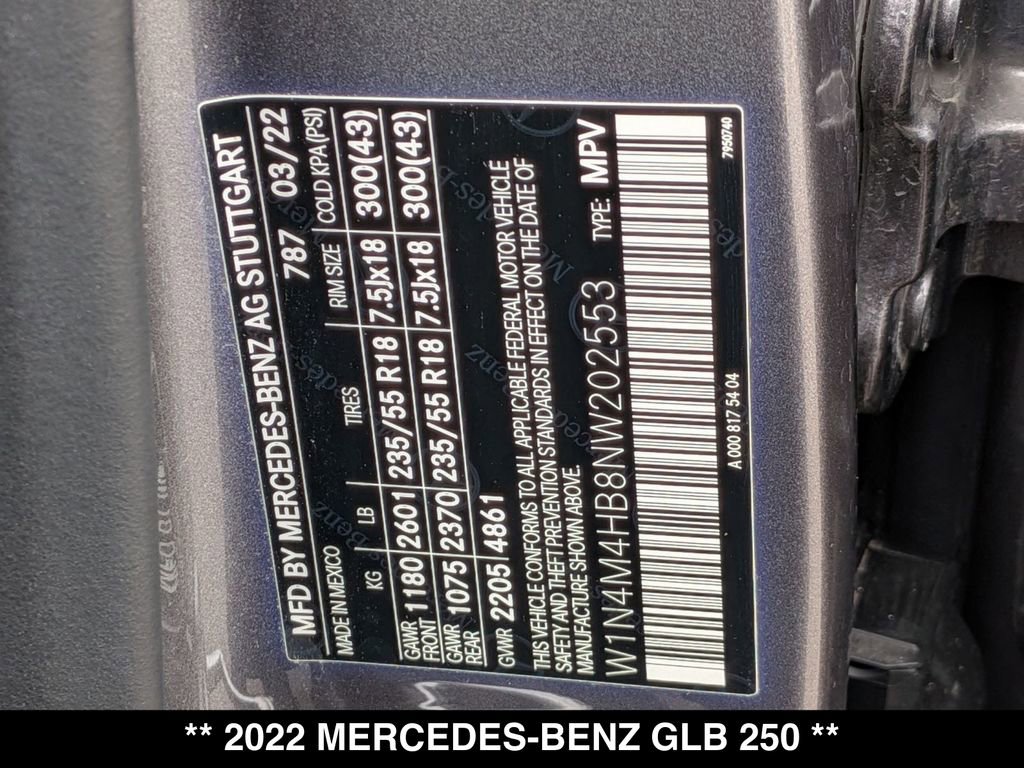 MFD BY MERCEDES-BENZ AG STUTTGART
MADE IN MEXICO 787 03/22
KG LB TIRES RIM SIZE COLD KPA(PSI)
GAWR FRONT 1180 2601 235/55 R18 7.5Jx18 300(43)
GAWR REAR 1075 2370 235/55 R18 7.5Jx18 300(43)
GVWR 2205 4861
THIS VEHICLE CONFORMS TO ALL APPLICABLE FEDERAL MOTOR VEHICLE
SAFETY AND THEFT PREVENTION STANDARDS IN EFFECT ON THE DATE OF
MANUFACTURE SHOWN ABOVE.
W1N4M4HB8NW202553 TYPE: MPV
A 000 817 54 04 7950740
** 2022 MERCEDES-BENZ GLB 250 **